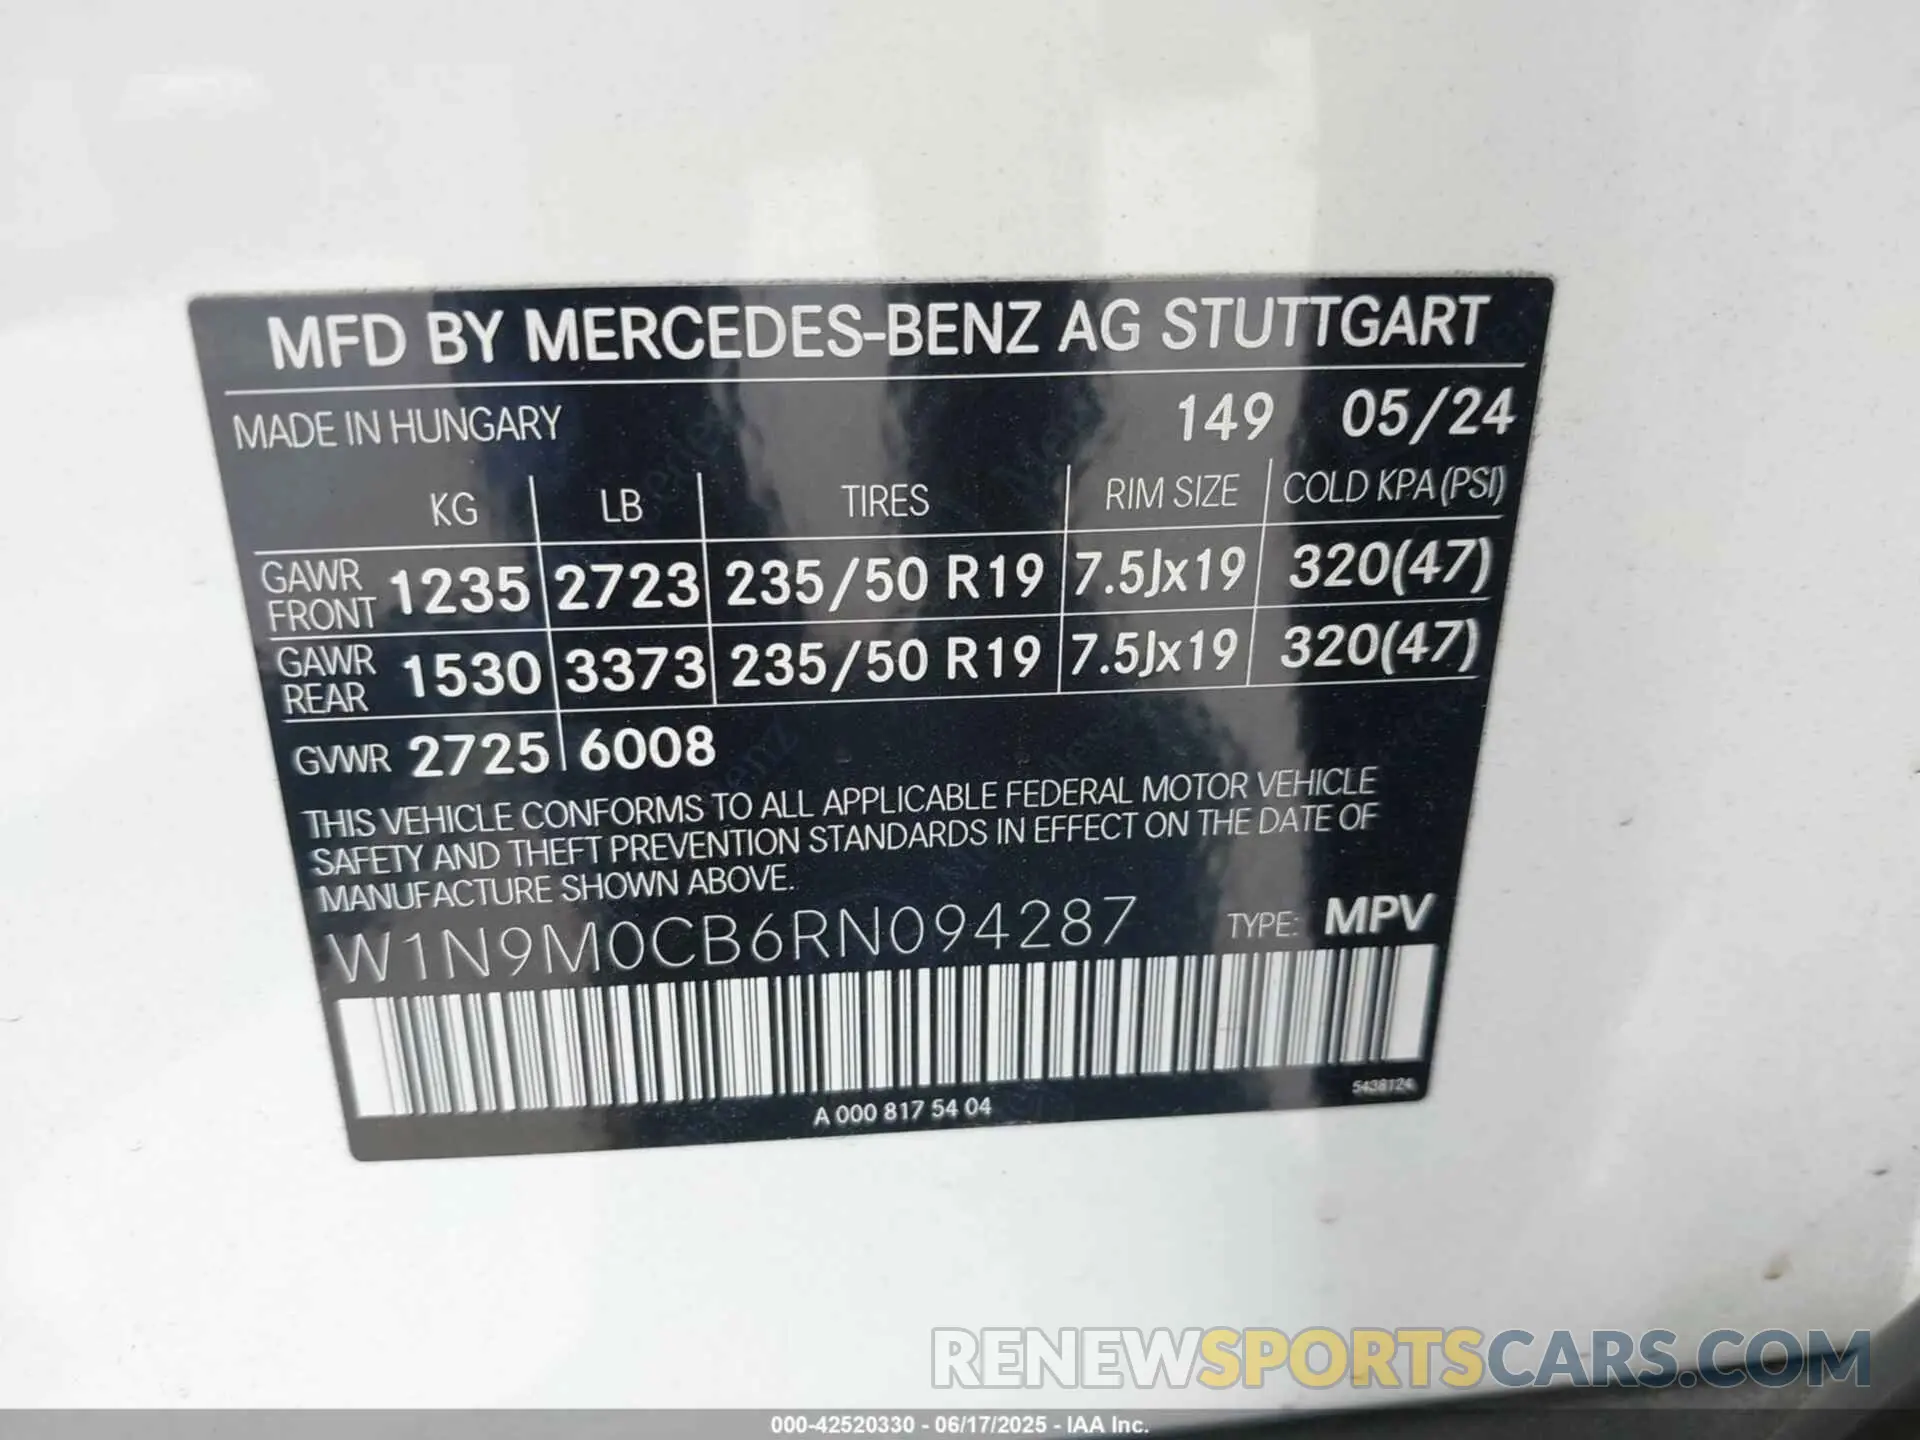 MFD BY MERCEDES-BENZ AG STUTTGART
MADE IN HUNGARY 149 05/24
KG LB TIRES RIM SIZE COLD KPA (PSI)
GAWR FRONT 1235 2723 235/50 R19 7.5Jx19 320(47)
GAWR REAR 1530 3373 235/50 R19 7.5Jx19 320(47)
GVWR 2725 6008
THIS VEHICLE CONFORMS TO ALL APPLICABLE FEDERAL MOTOR VEHICLE
SAFETY AND THEFT PREVENTION STANDARDS IN EFFECT ON THE DATE OF
MANUFACTURE SHOWN ABOVE.
W1N9M0CB6RN094287 TYPE: MPV
5438124
A 000 817 54 04
RENEWSPORTSCARS.COM
000-42520330 - 06/17/2025 - IAA Inc.